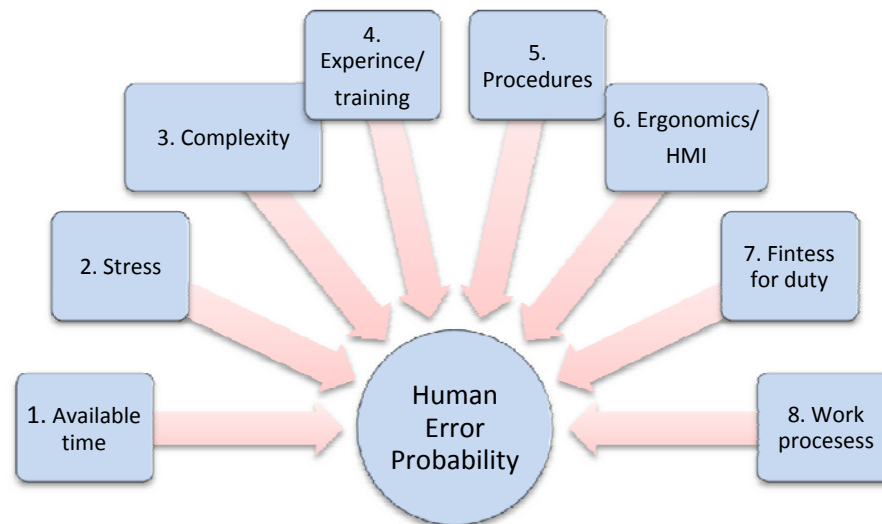 1. Available
time
2. Stress
3. Complexity
4.
Experince/
training
5.
Procedures
6. Ergonomics/
HMI
7. Fintess
for duty
8. Work
procesess
Human
Error
Probability